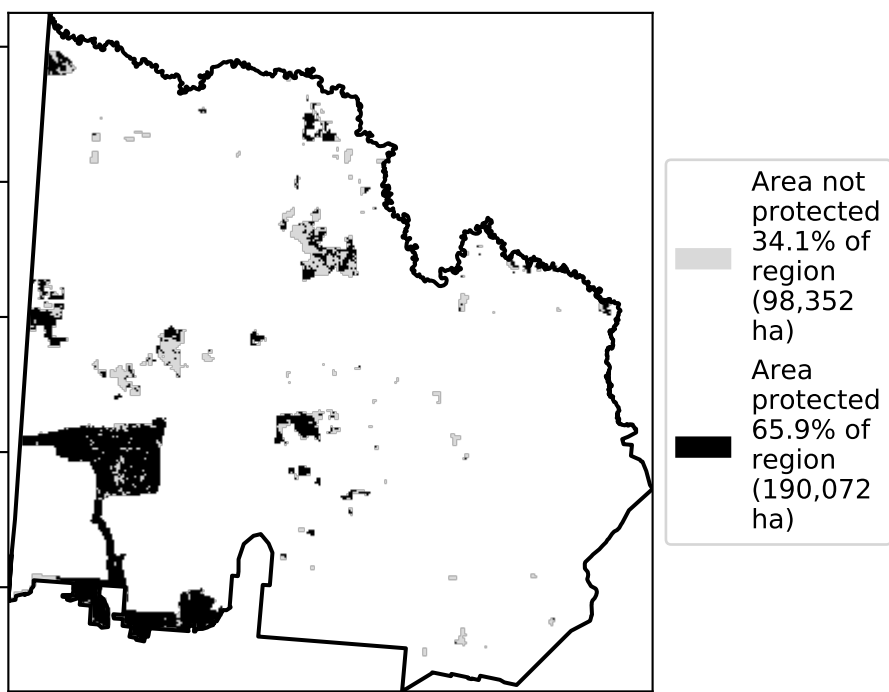 Area not
protected
34.1% of
region
(98,352
ha)
Area
protected
65.9% of
region
(190,072
ha)